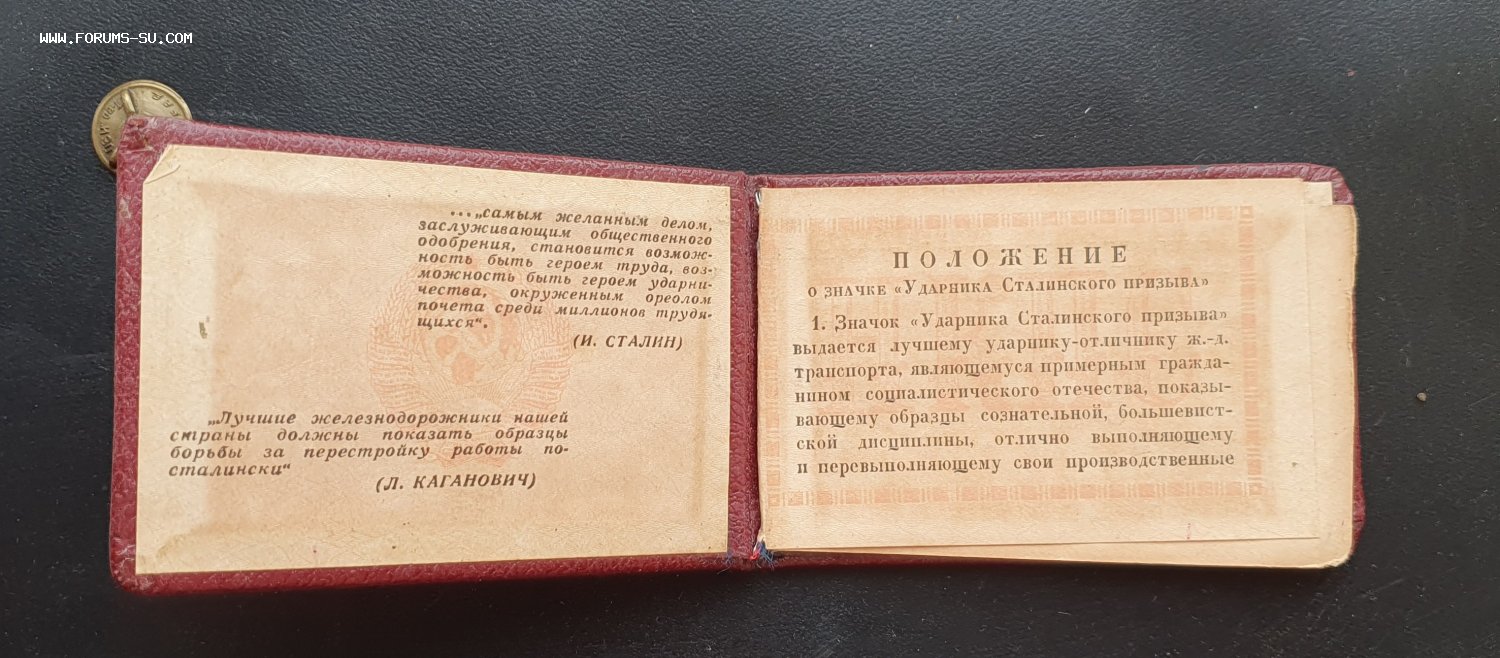 WWW.FORUMS-SU.COM
...„самым желанным делом,
заслуживающим общественного
одобрения, становится возмож-
ность быть героем труда, воз-
можность быть героем ударни-
чества, окруженным ореолом
почета среди миллионов трудя-
щихся“.
(И. СТАЛИН)
„Лучшие железнодорожники нашей
страны должны показать образцы
борьбы за перестройку работы по-
сталински“
(Л. КАГАНОВИЧ)
ПОЛОЖЕНИЕ
О ЗНАЧКЕ «УДАРНИКА СТАЛИНСКОГО ПРИЗЫВА»
1. Значок «Ударника Сталинского призыва»
выдается лучшему ударнику-отличнику ж.-д.
транспорта, являющемуся примерным гражда-
нином социалистического отечества, показы-
вающему образцы сознательной, большевист-
ской дисциплины, отлично выполняющему
и перевыполняющему свои производственные